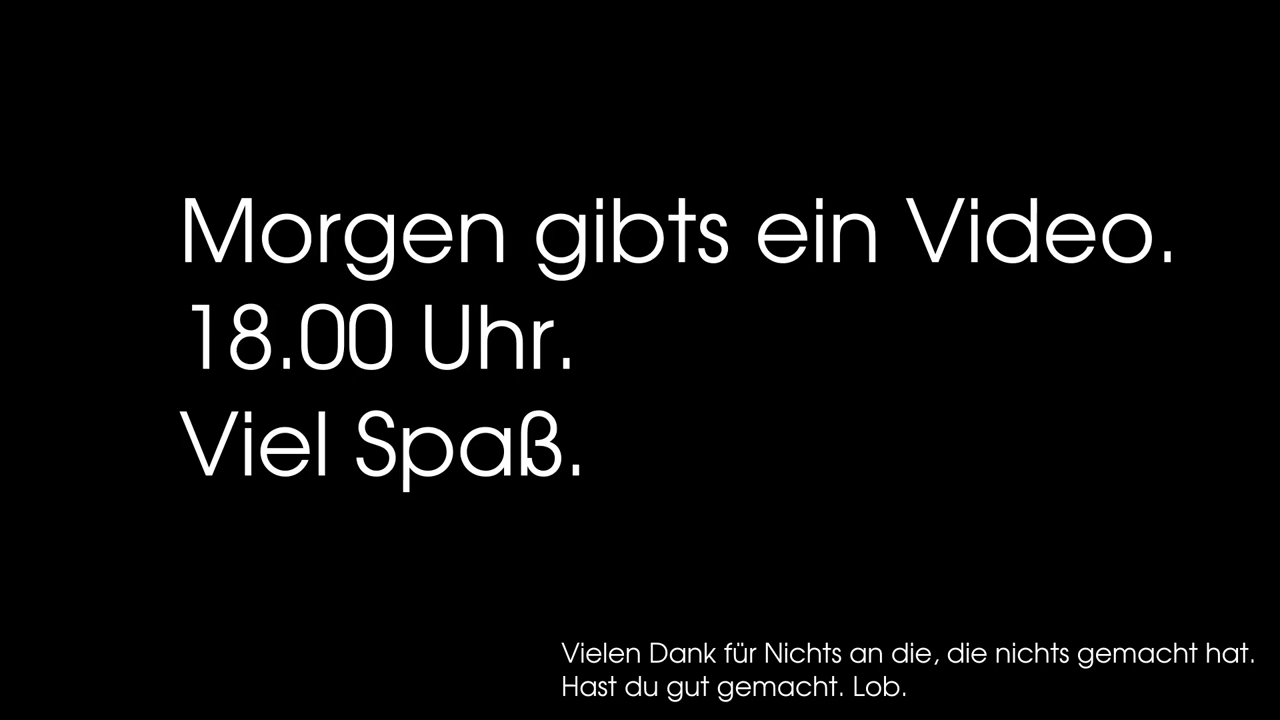 Morgen gibts ein Video.
18.00 Uhr.
Viel Spaß.
Vielen Dank für Nichts an die, die nichts gemacht hat.
Hast du gut gemacht. Lob.